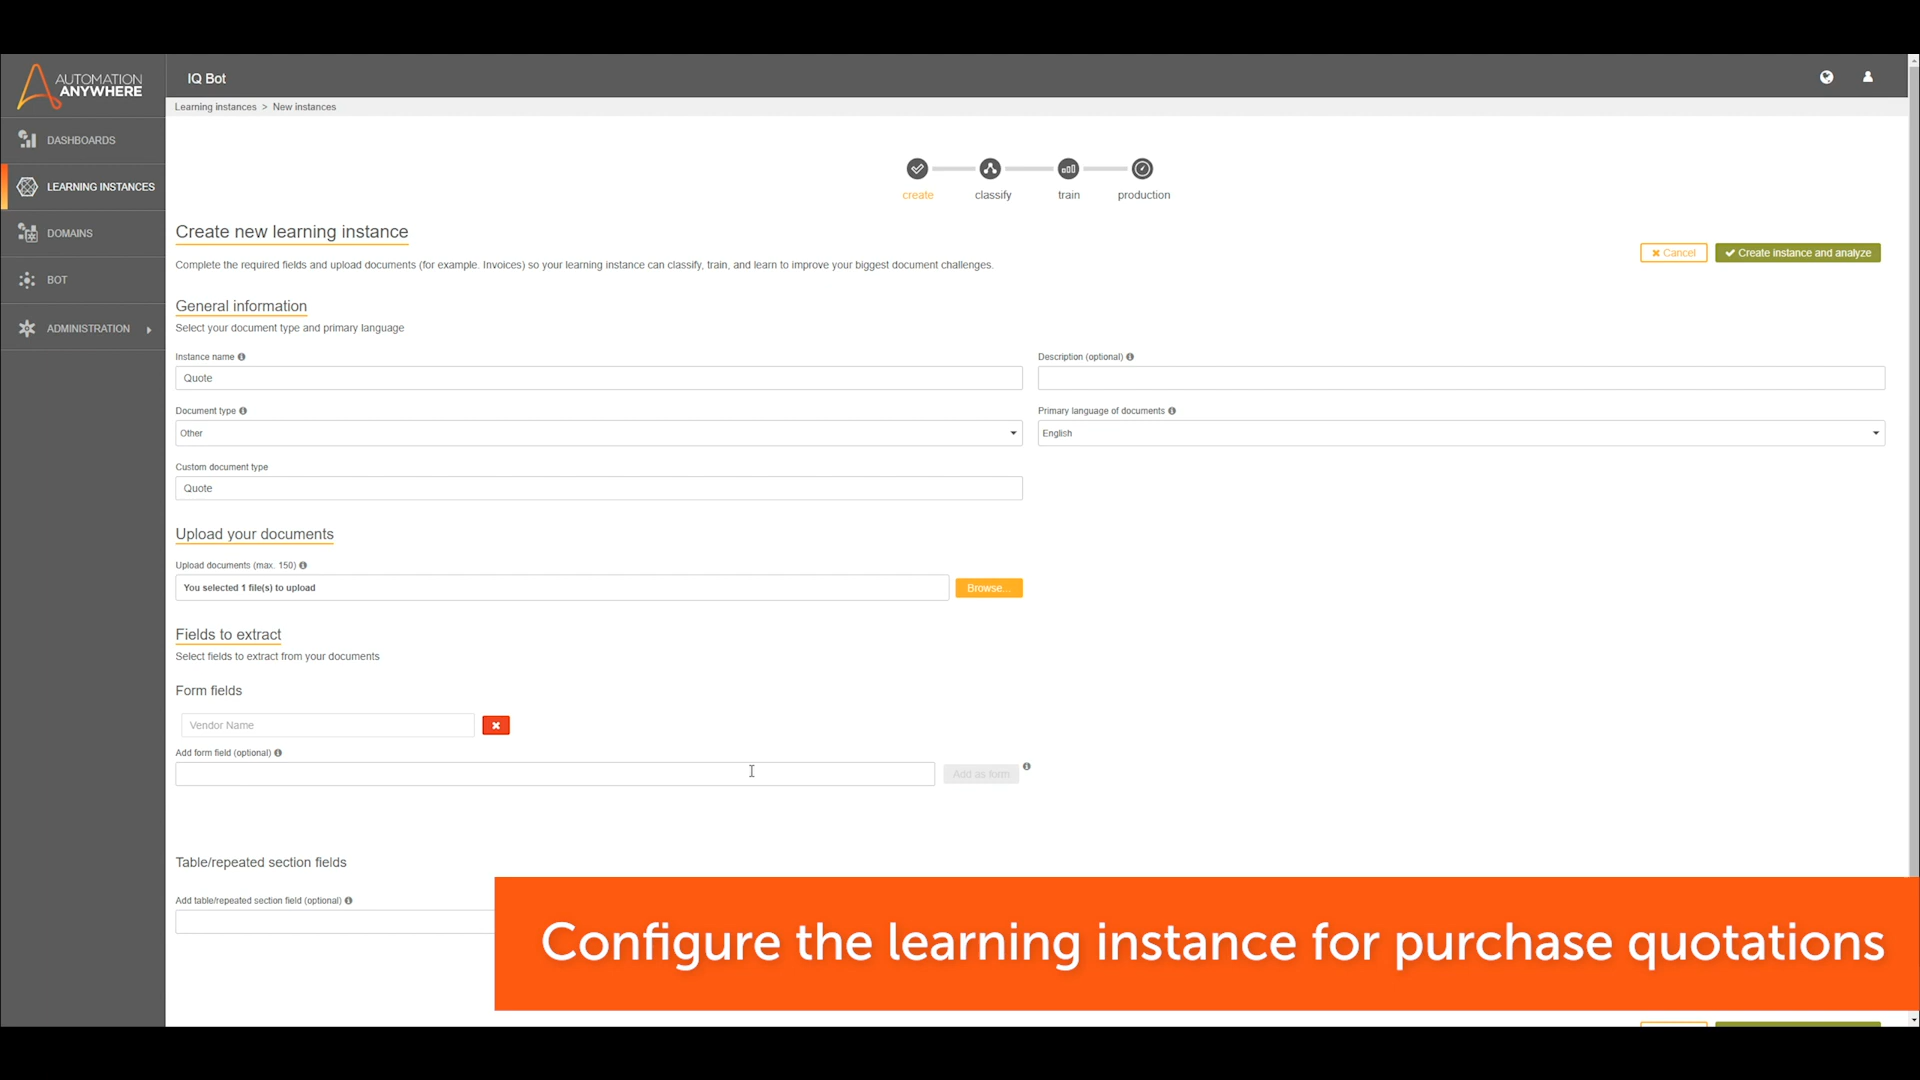 AUTOMATION
ANYWHERE
IQ Bot
Learning instances > New instances
DASHBOARDS
LEARNING INSTANCES
DOMAINS
BOT
ADMINISTRATION
create
classify
train
production
Create new learning instance
Cancel
Create instance and analyze
Complete the required fields and upload documents (for example. Invoices) so your learning instance can classify, train, and learn to improve your biggest document challenges.
General information
Select your document type and primary language
Instance name
Description (optional)
Quote
Document type
Primary language of documents
Other
English
Custom document type
Quote
Upload your documents
Upload documents (max. 150)
You selected 1 file(s) to upload
Browse...
Fields to extract
Select fields to extract from your documents
Form fields
Vendor Name
Add form field (optional)
Add as form
Table/repeated section fields
Add table/repeated section field (optional)
Configure the learning instance for purchase quotations